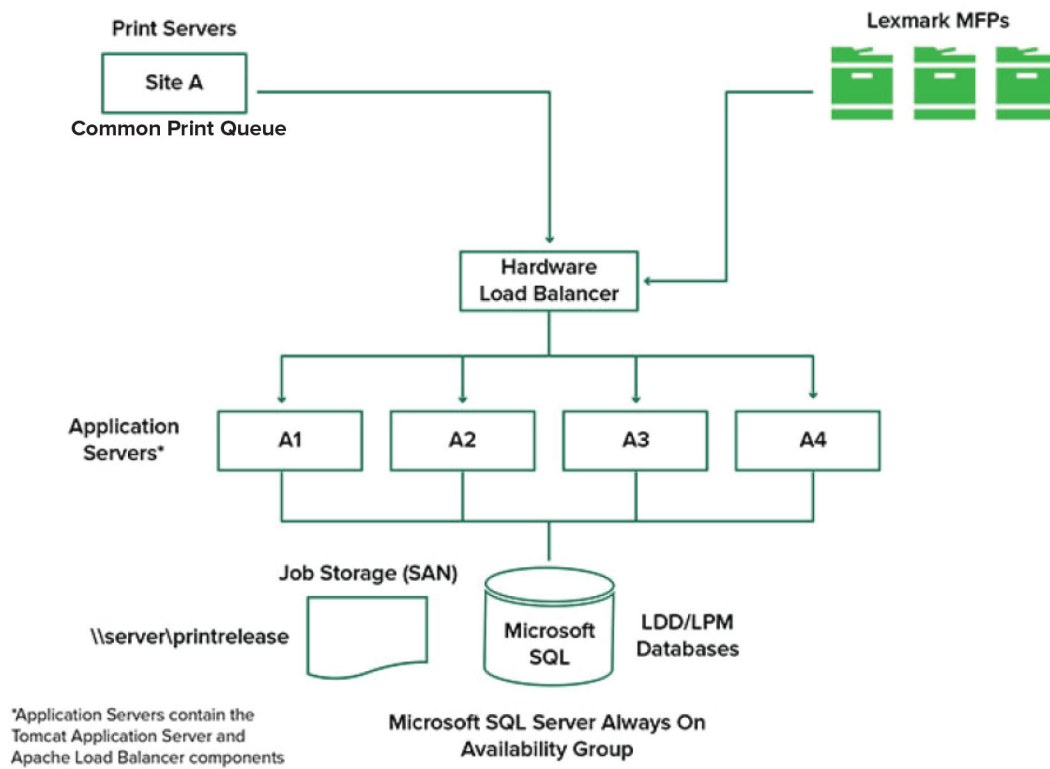 Print Servers
Site A
Common Print Queue
Lexmark MFPs
Hardware
Load Balancer
Application
Servers*
A1
A2
A3
A4
Job Storage (SAN)
\\server\printrelease
Microsoft
SQL
LDD/LPM
Databases
*Application Servers contain the
Tomcat Application Server and
Apache Load Balancer components
Microsoft SQL Server Always On
Availability Group